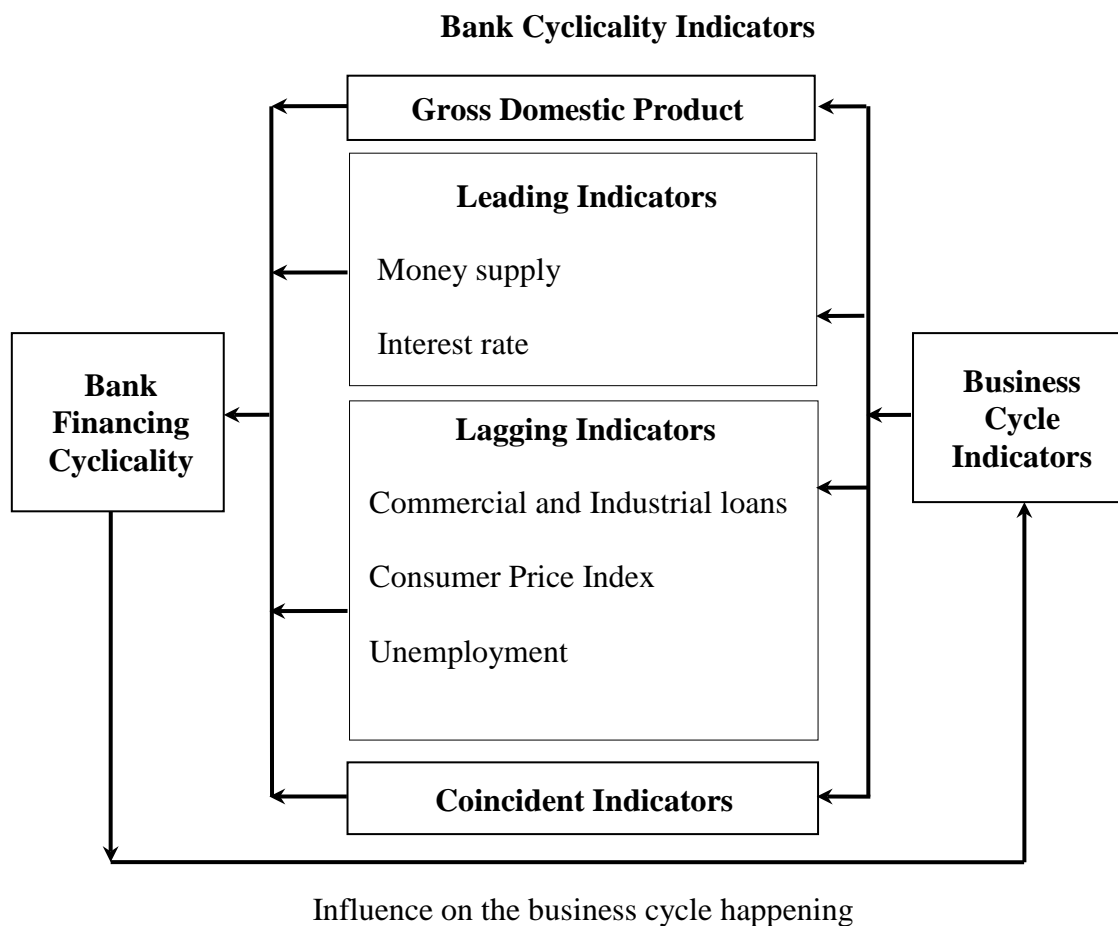 Bank Cyclicality Indicators
Gross Domestic Product
Leading Indicators
Money supply
Interest rate
Bank
Financing
Cyclicality
Business
Cycle
Indicators
Lagging Indicators
Commercial and Industrial loans
Consumer Price Index
Unemployment
Coincident Indicators
Influence on the business cycle happening